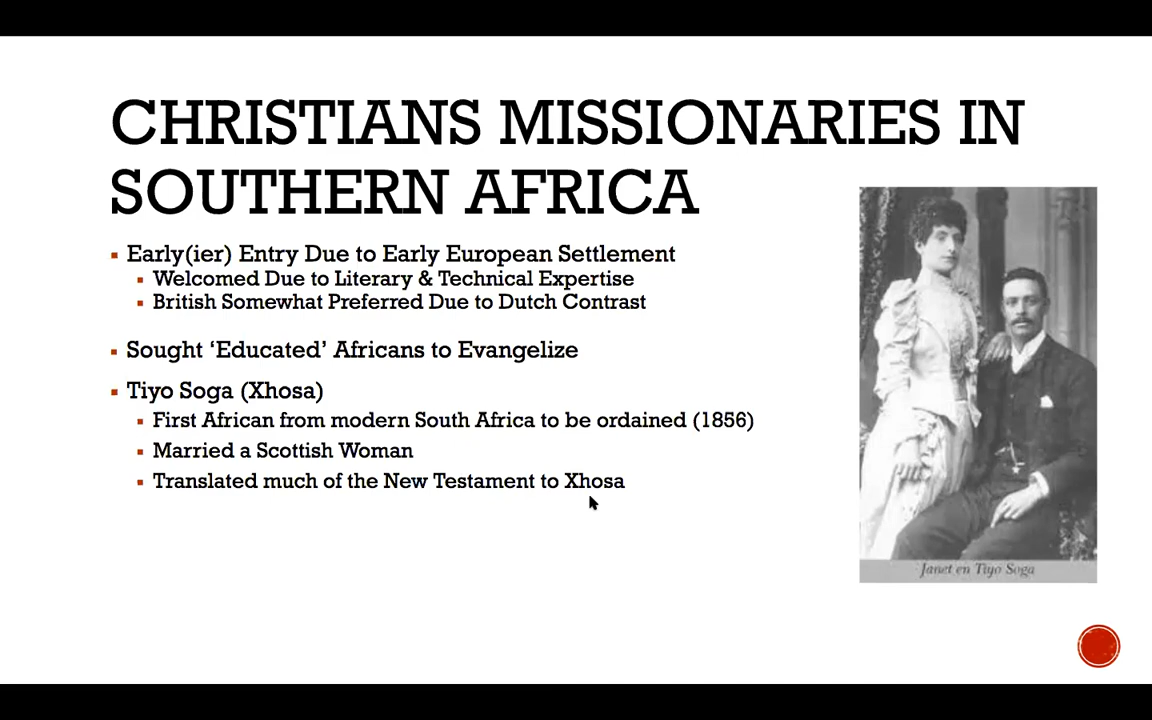 CHRISTIANS MISSIONARIES IN
SOUTHERN AFRICA
Early(ier) Entry Due to Early European Settlement
Welcomed Due to Literary & Technical Expertise
British Somewhat Preferred Due to Dutch Contrast
Sought ‘Educated’ Africans to Evangelize
Tiyo Soga (Xhosa)
First African from modern South Africa to be ordained (1856)
Married a Scottish Woman
Translated much of the New Testament to Xhosa
Janet en Tiyo Soga